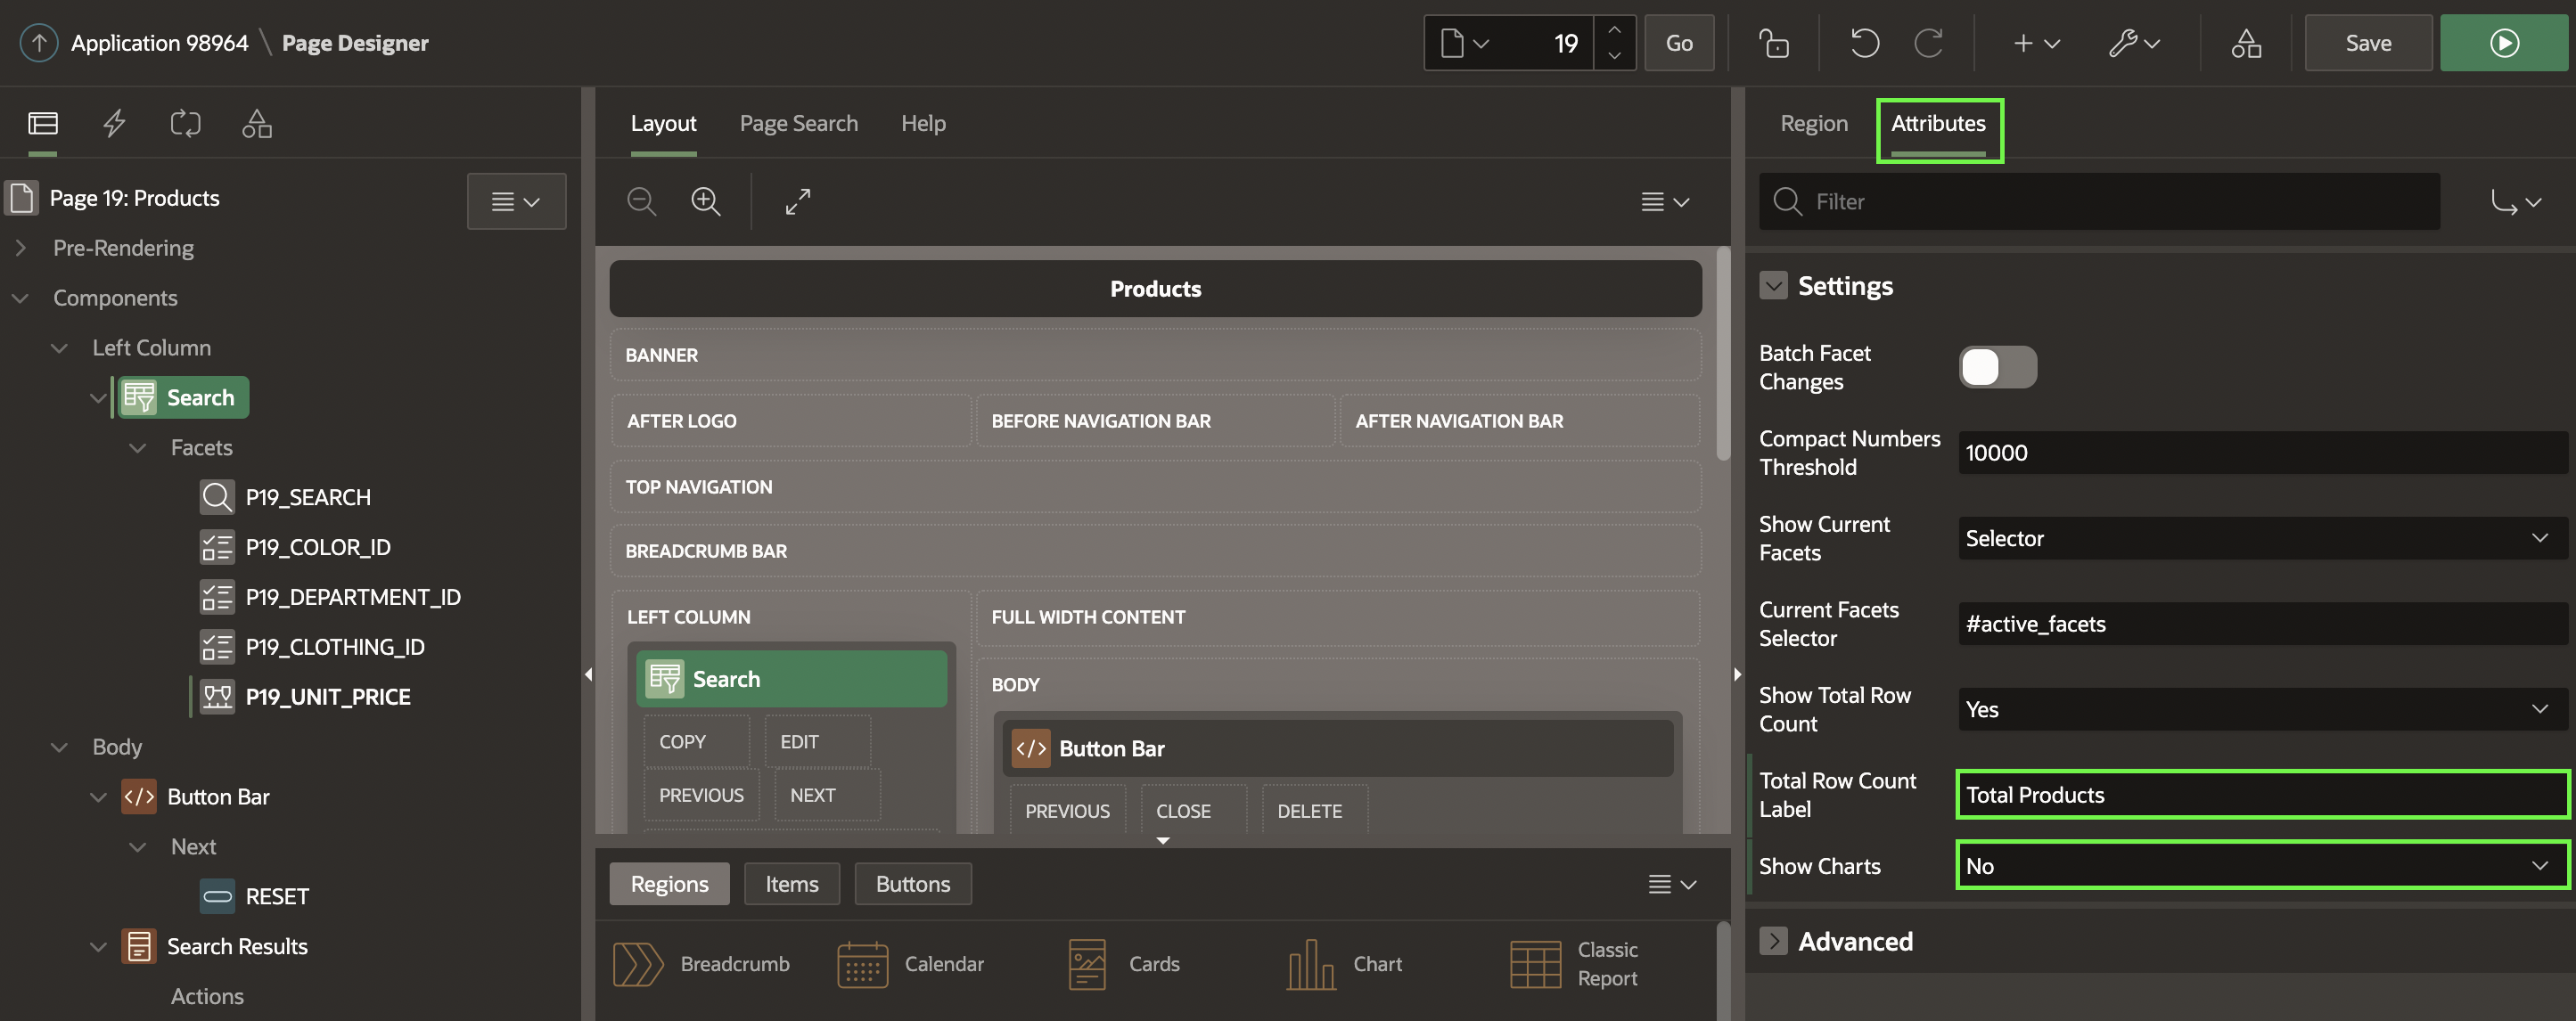 Application 98964 \ Page Designer
19
Go
Save
Page 19: Products
Pre-Rendering
Components
Left Column
Search
Facets
P19_SEARCH
P19_COLOR_ID
P19_DEPARTMENT_ID
P19_CLOTHING_ID
P19_UNIT_PRICE
Body
Button Bar
Next
RESET
Search Results
Actions
Layout
Page Search
Help
Products
BANNER
AFTER LOGO
BEFORE NAVIGATION BAR
AFTER NAVIGATION BAR
TOP NAVIGATION
BREADCRUMB BAR
LEFT COLUMN
FULL WIDTH CONTENT
Search
COPY
EDIT
PREVIOUS
NEXT
BODY
Button Bar
PREVIOUS
CLOSE
DELETE
Regions
Items
Buttons
Breadcrumb
Calendar
Cards
Chart
Classic
Report
Region
Attributes
Filter
Settings
Batch Facet
Changes
Compact Numbers
Threshold
10000
Show Current
Facets
Selector
Current Facets
Selector
#active_facets
Show Total Row
Count
Yes
Total Row Count
Label
Total Products
Show Charts
No
Advanced